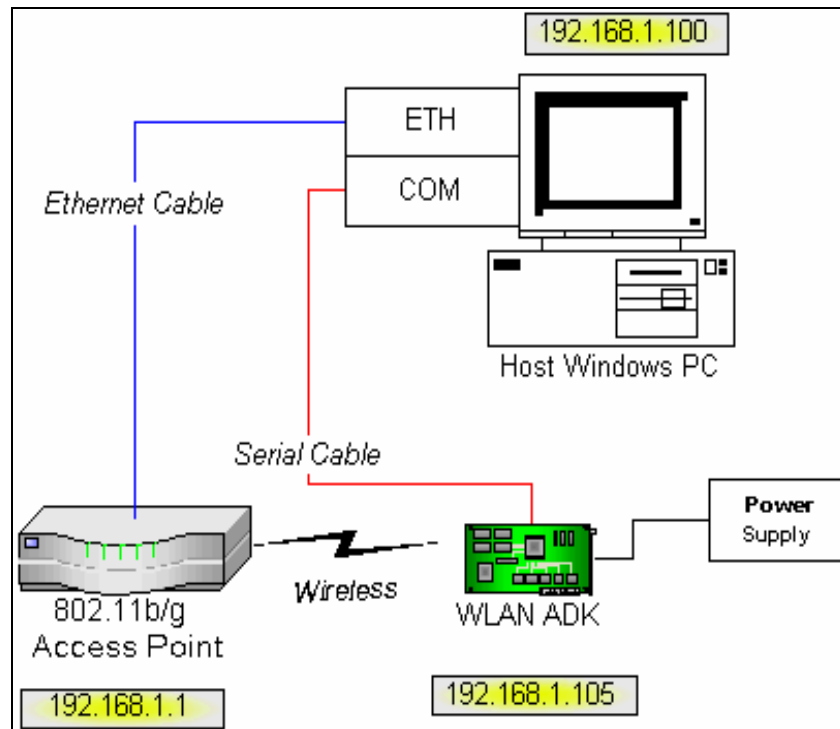 192.168.1.100
ETH
COM
Ethernet Cable
Host Windows PC
Serial Cable
Power
Supply
Wireless
802.11b/g
Access Point
WLAN ADK
192.168.1.1
192.168.1.105